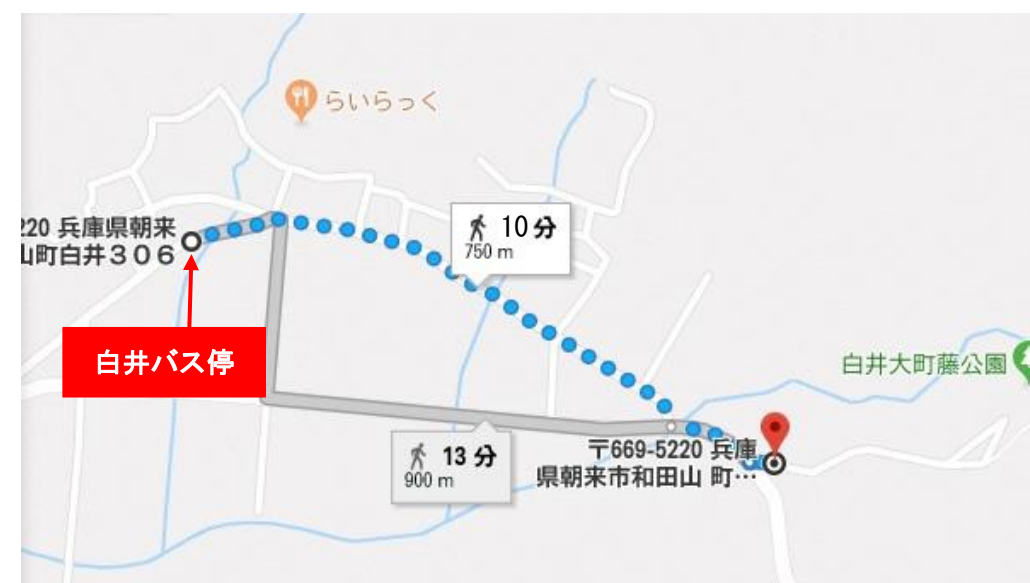 らいらっく
220 兵庫県朝来
山町白井３０６
10 分
750 m
白井バス停
白井大町藤公園
13 分
900 m
〒669-5220 兵庫
県朝来市和田山 町…